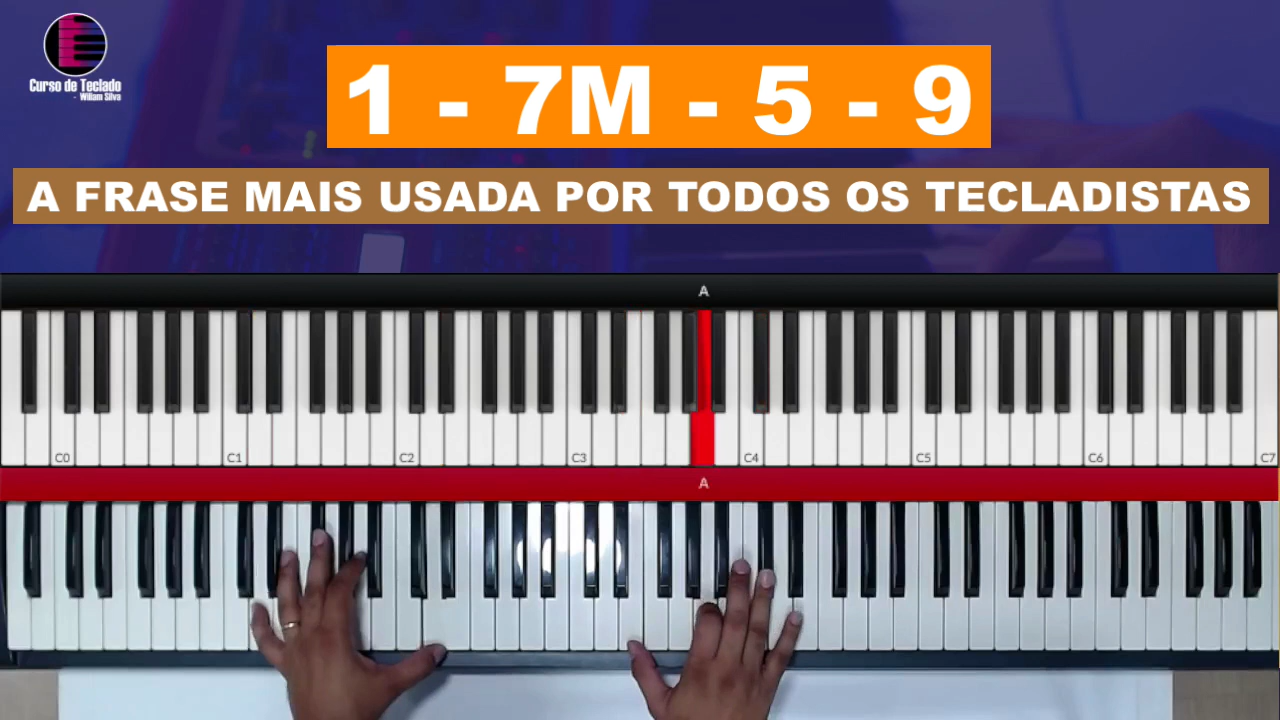 Curso de Teclado
- Wiliam Silva
1 - 7M - 5 - 9
A FRASE MAIS USADA POR TODOS OS TECLADISTAS
A
C0 C1 C2 C3 C4 C5 C6 C7
A